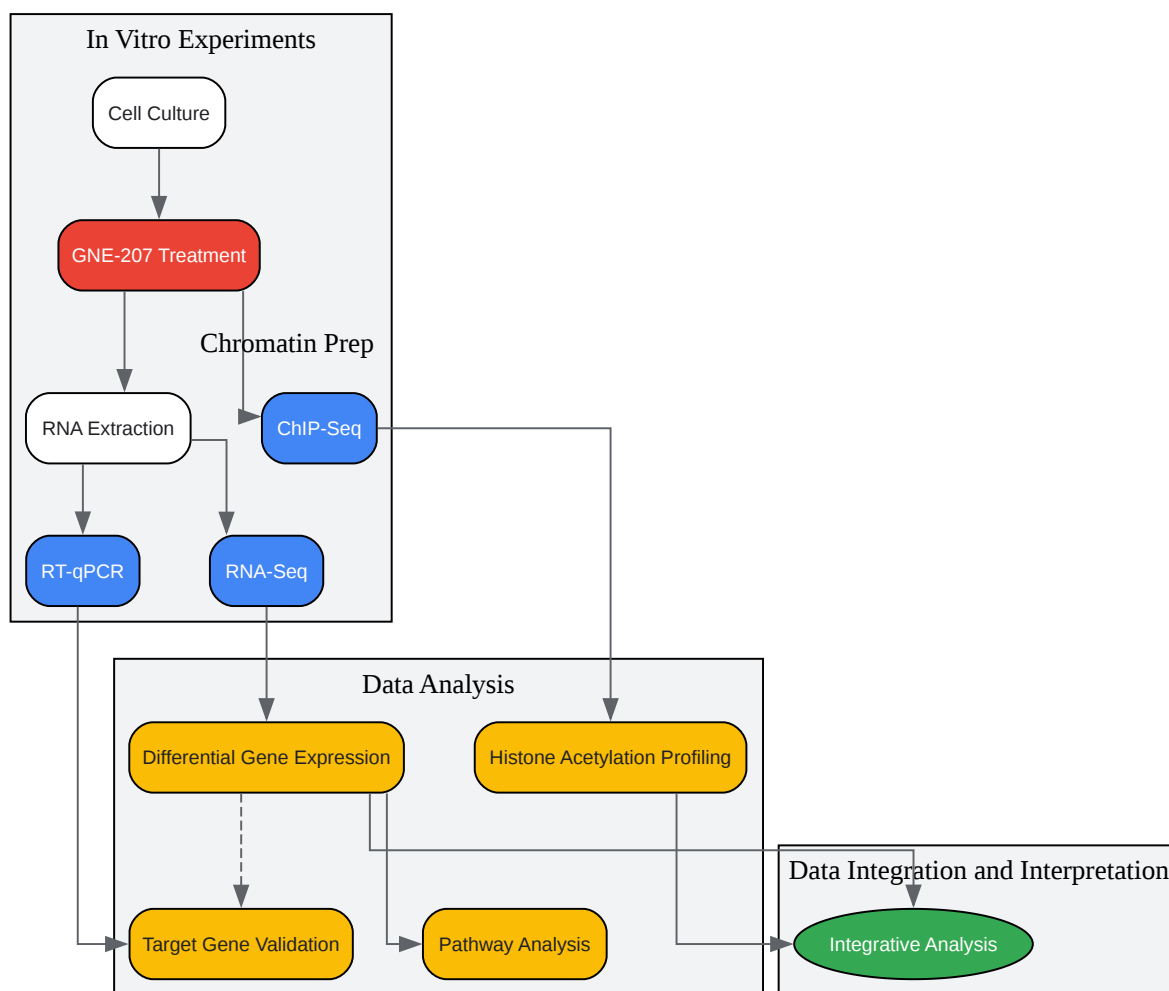 In Vitro Experiments
Cell Culture
GNE-207 Treatment
Chromatin Prep
RNA Extraction
ChIP-Seq
RT-qPCR
RNA-Seq
Data Analysis
Differential Gene Expression
Histone Acetylation Profiling
Data Integration and Interpretation
Target Gene Validation
Pathway Analysis
Integrative Analysis